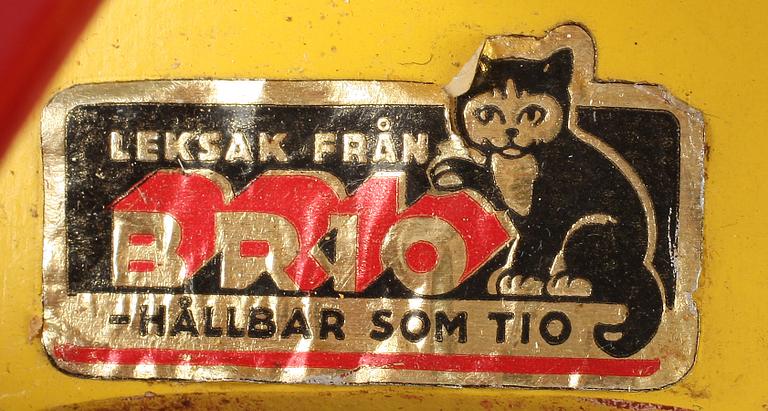 LEKSAK FRÅN
BRIO
-HÅLLBAR SOM TIO